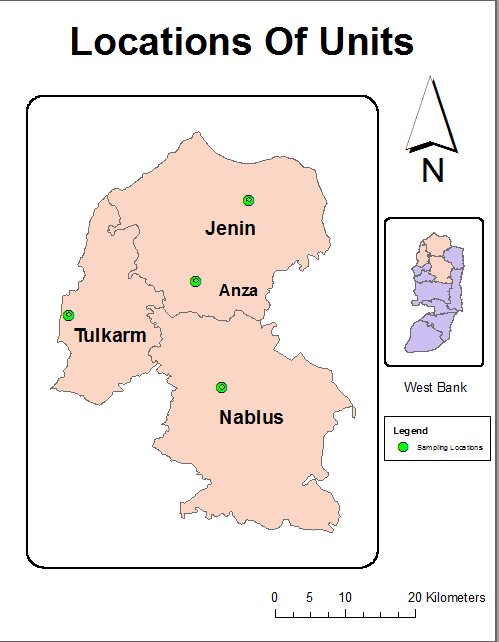 Locations Of Units
N
Jenin
Anza
Tulkarm
Nablus
West Bank
Legend
Sampling Locations
0 5 10 20 Kilometers